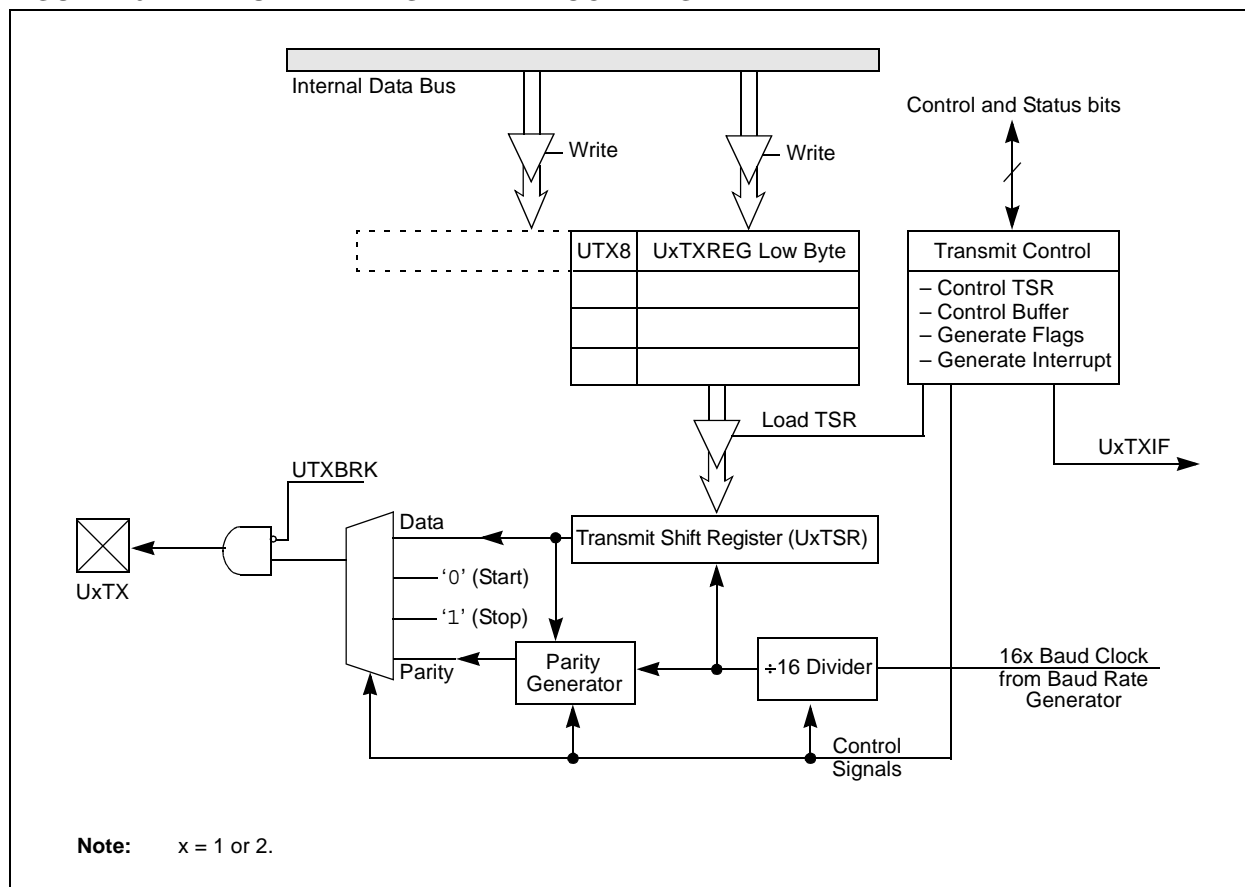 Internal Data Bus
Control and Status bits
Write
Write
UTX8
UxTXREG Low Byte
Transmit Control
– Control TSR
– Control Buffer
– Generate Flags
– Generate Interrupt
Load TSR
UxTXIF
UTXBRK
Data
Transmit Shift Register (UxTSR)
UxTX
‘0’ (Start)
‘1’ (Stop)
Parity
Parity
Generator
÷16 Divider
16x Baud Clock
from Baud Rate
Generator
Control
Signals
Note: x = 1 or 2.